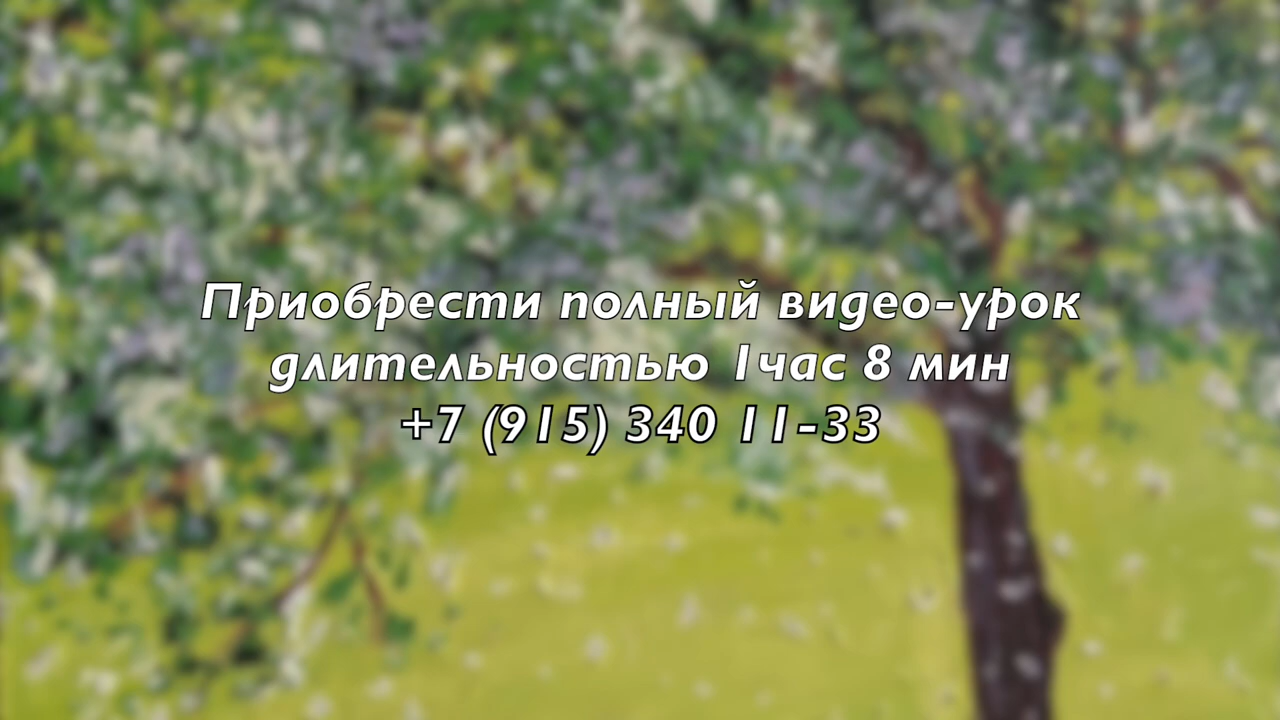 Приобрести полный видео-урок
длительностью 1час 8 мин
+7 (915) 340 11-33